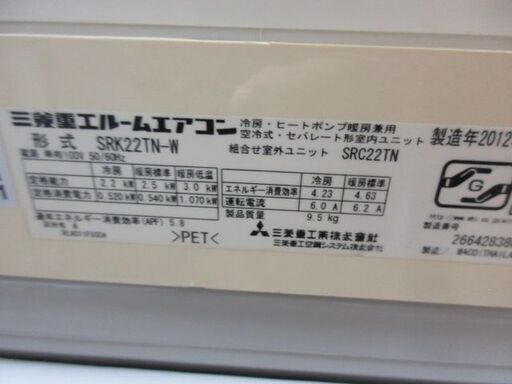 三菱重工ルームエアコン
冷房・ヒートポンプ暖房兼用
空冷式・セパレート形室内ユニット
製造年2012
形式 SRK22TN-W
組合せ室外ユニット SRC22TN
電源 単相100V 50/60Hz
冷房 暖房標準 暖房低温
定格能力 2.2 kW 2.5 kW 3.0 kW
定格消費電力 0.520 kW 0.540 kW 1.070 kW
冷房 暖房標準
エネルギー消費効率 4.23 4.63
運転電流 6.0 A 6.2 A
製品質量 9.5 kg
通年エネルギー消費効率(APF) 5.8
区分名 A
>PET<
三菱重工業株式会社
三菱重工空調システム株式会社
G
製造番号
266428380
MACO(THAILA